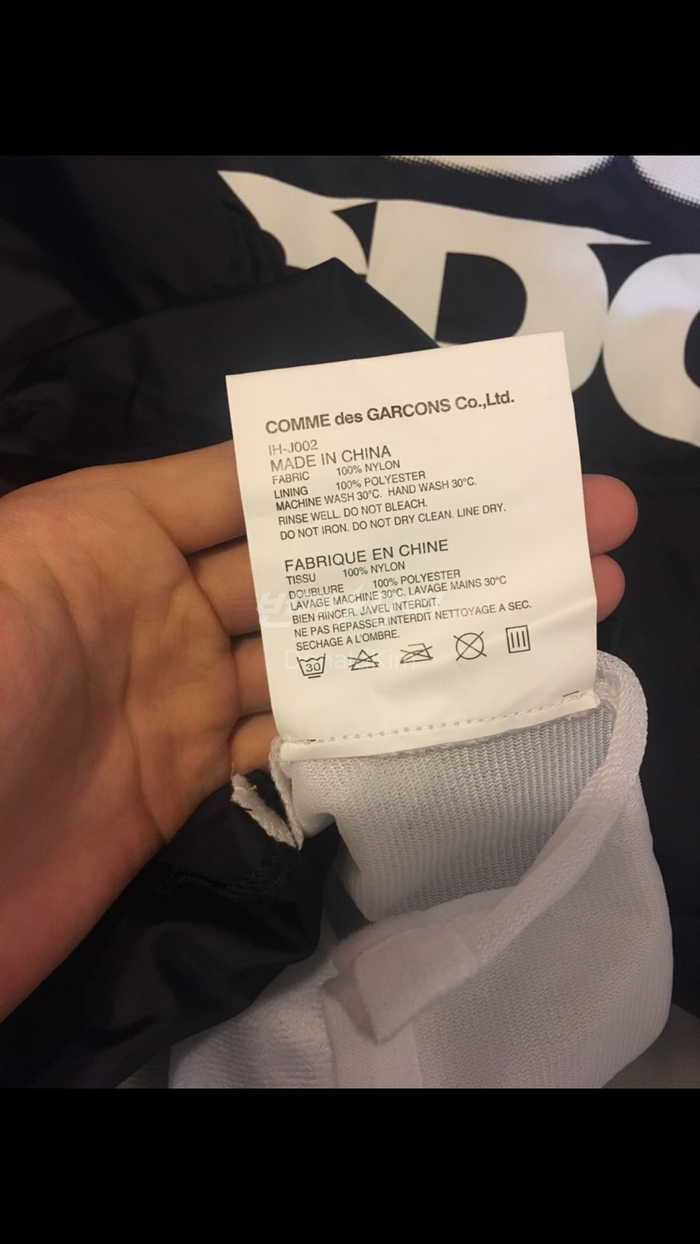 COMME des GARCONS Co.,Ltd.
IH-J002
MADE IN CHINA
FABRIC 100% NYLON
LINING 100% POLYESTER
MACHINE WASH 30°C. HAND WASH 30°C.
RINSE WELL. DO NOT BLEACH.
DO NOT IRON. DO NOT DRY CLEAN. LINE DRY.
FABRIQUE EN CHINE
TISSU 100% NYLON
DOUBLURE 100% POLYESTER
LAVAGE MACHINE 30°C. LAVAGE MAINS 30°C
BIEN RINCER. JAVEL INTERDIT.
NE PAS REPASSER.INTERDIT NETTOYAGE A SEC.
SECHAGE A L'OMBRE.
30